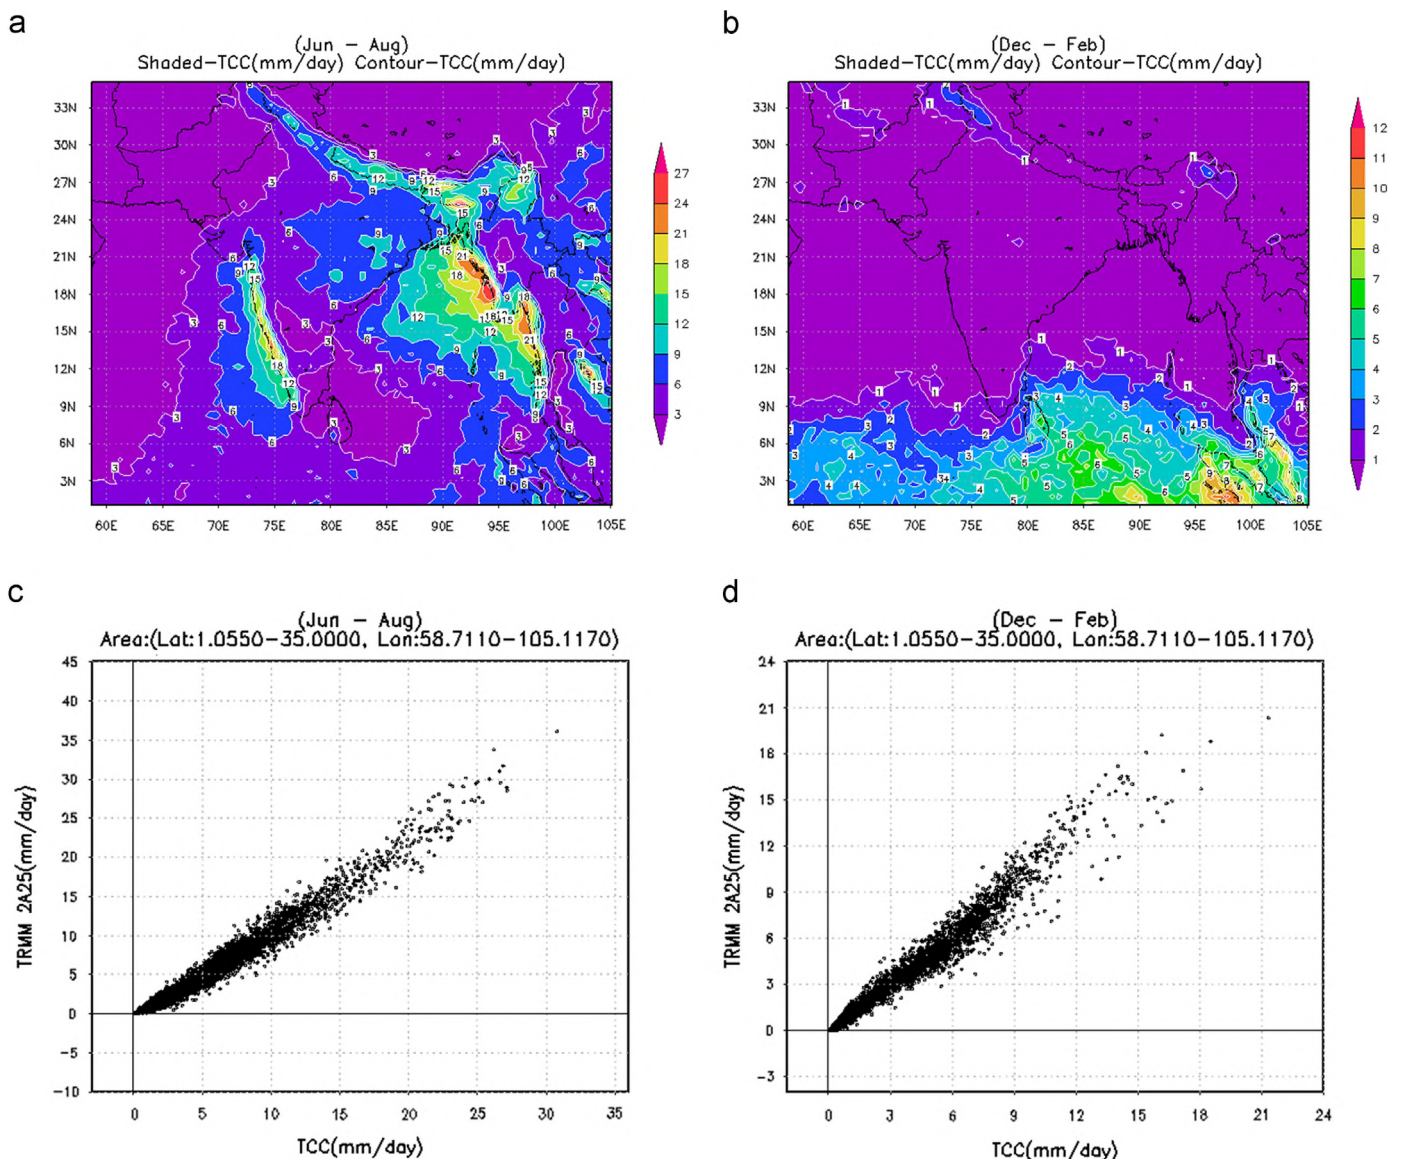 a
(Jun - Aug)
Shaded-TCC(mm/day) Contour-TCC(mm/day)
33N
30N
27N
24N
21N
18N
15N
12N
9N
6N
3N
60E 65E 70E 75E 80E 85E 90E 95E 100E 105E
27
24
21
18
15
12
9
6
3
b
(Dec - Feb)
Shaded-TCC(mm/day) Contour-TCC(mm/day)
33N
30N
27N
24N
21N
18N
15N
12N
9N
6N
3N
60E 65E 70E 75E 80E 85E 90E 95E 100E 105E
12
11
10
9
8
7
6
5
4
3
2
1
c
(Jun - Aug)
Area:(Lat:1.0550-35.0000, Lon:58.7110-105.1170)
TRMM 2A25(mm/day)
45
40
35
30
25
20
15
10
5
0
-5
-10
0 5 10 15 20 25 30 35
TCC(mm/day)
d
(Dec - Feb)
Area:(Lat:1.0550-35.0000, Lon:58.7110-105.1170)
TRMM 2A25(mm/day)
24
21
18
15
12
9
6
3
0
-3
0 3 6 9 12 15 18 21 24
TCC(mm/day)